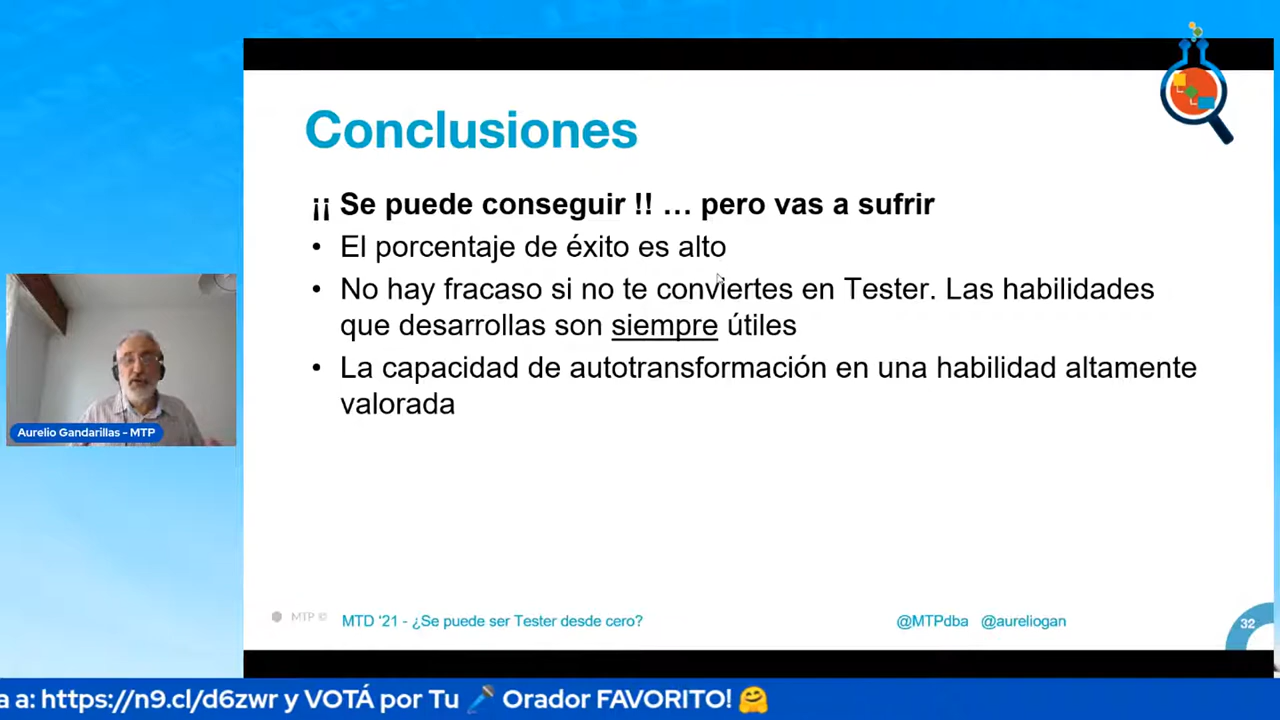 Conclusiones
¡¡ Se puede conseguir !! … pero vas a sufrir
• El porcentaje de éxito es alto
• No hay fracaso si no te conviertes en Tester. Las habilidades
que desarrollas son siempre útiles
• La capacidad de autotransformación en una habilidad altamente
valorada
Aurelio Gandarillas - MTP
MTP © MTD '21 - ¿Se puede ser Tester desde cero? @MTPdba @aureliogan 32
a a: https://n9.cl/d6zwr y VOTÁ por Tu 🎤 Orador FAVORITO! 🤗